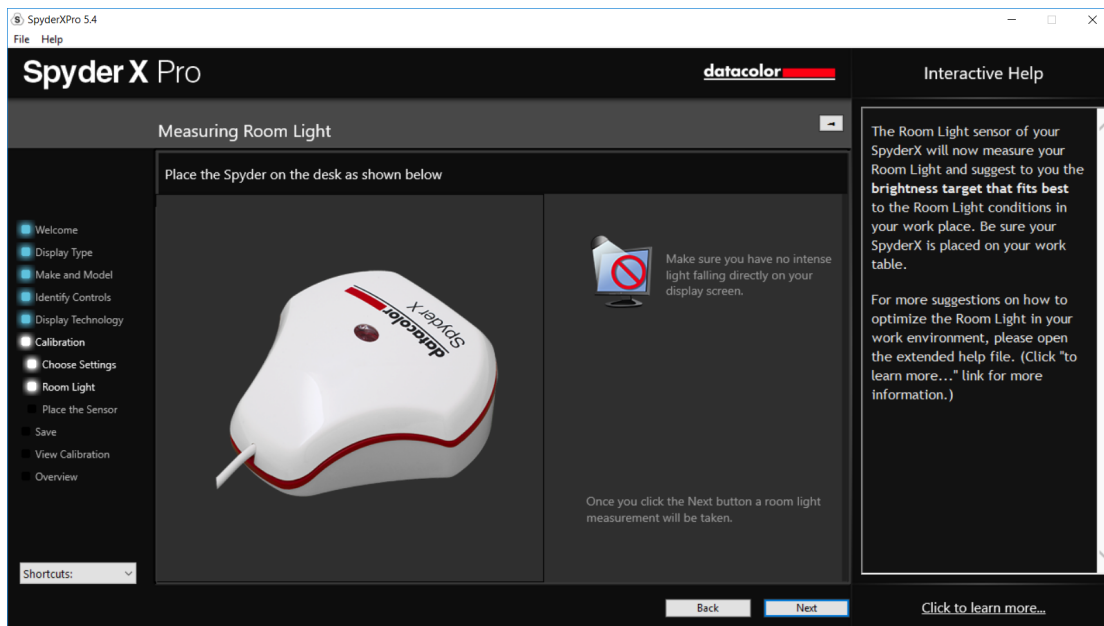 SpyderXPro 5.4
File Help
Spyder X Pro
datacolor
Interactive Help
Measuring Room Light
Place the Spyder on the desk as shown below
Welcome
Display Type
Make and Model
Identify Controls
Display Technology
Calibration
Choose Settings
Room Light
Place the Sensor
Save
View Calibration
Overview
Shortcuts:
datacolor
Spyder X
Make sure you have no intense
light falling directly on your
display screen.
Once you click the Next button a room light
measurement will be taken.
Back
Next
The Room Light sensor of your
SpyderX will now measure your
Room Light and suggest to you the
brightness target that fits best
to the Room Light conditions in
your work place. Be sure your
SpyderX is placed on your work
table.
For more suggestions on how to
optimize the Room Light in your
work environment, please open
the extended help file. (Click "to
learn more..." link for more
information.)
Click to learn more...